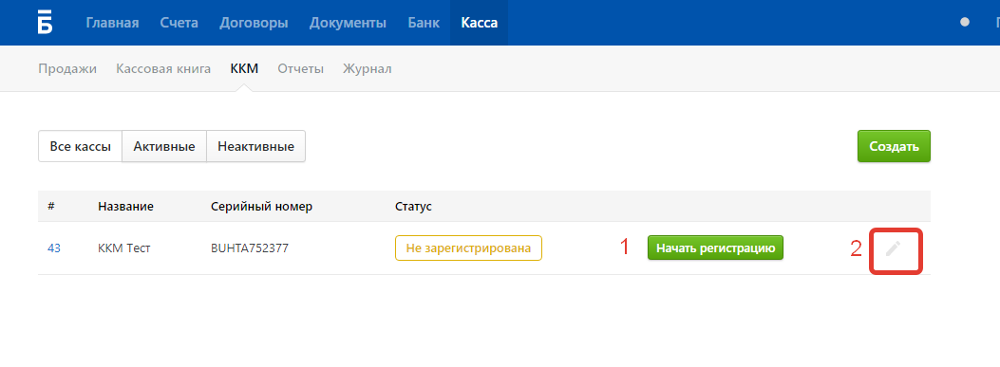 Б Главная Счета Договоры Документы Банк Касса
Продажи Кассовая книга ККМ Отчеты Журнал
Все кассы Активные Неактивные Создать
# Название Серийный номер Статус
43 ККМ Тест BUHTA752377 Не зарегистрирована 1 Начать регистрацию 2